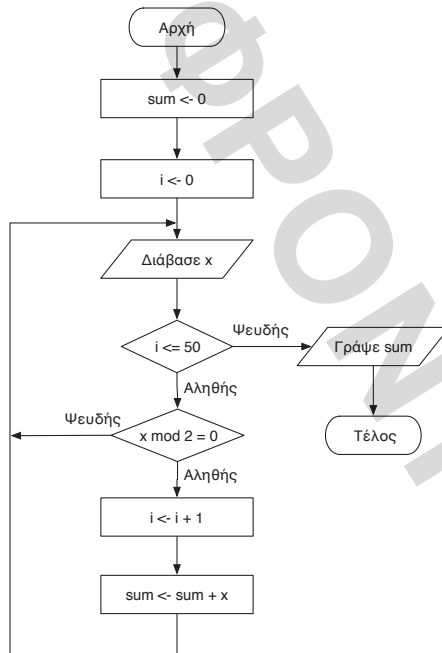 Αρχή
sum <- 0
i <- 0
Διάβασε x
i <= 50
Ψευδής
Γράψε sum
Αληθής
Τέλος
Ψευδής
x mod 2 = 0
Αληθής
i <- i + 1
sum <- sum + x
ΦΡΟΝΤ